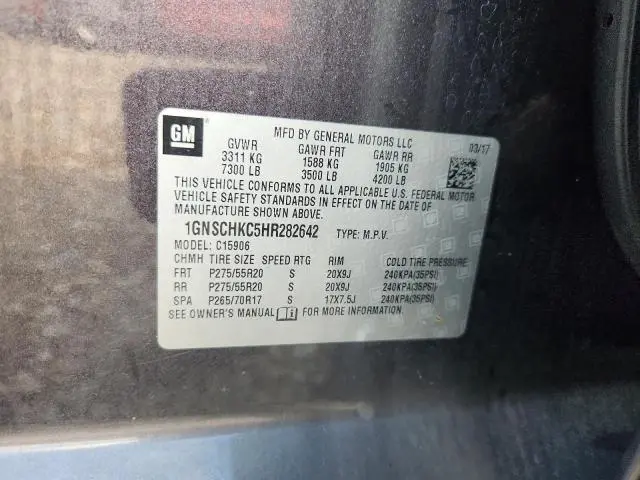 GM
MFD BY GENERAL MOTORS LLC 03/17
GVWR GAWR FRT GAWR RR
3311 KG 1588 KG 1905 KG
7300 LB 3500 LB 4200 LB
THIS VEHICLE CONFORMS TO ALL APPLICABLE U.S. FEDERAL MOTOR
VEHICLE SAFETY STANDARDS IN EFFECT ON THE DATE OF
MANUFACTURE SHOWN ABOVE.
1GNSCHKC5HR282642 TYPE: M.P.V.
MODEL: C15906
CHMH TIRE SIZE SPEED RTG RIM COLD TIRE PRESSURE
FRT P275/55R20 S 20X9J 240KPA(35PSI)
RR P275/55R20 S 20X9J 240KPA(35PSI)
SPA P265/70R17 S 17X7.5J 240KPA(35PSI)
SEE OWNER'S MANUAL FOR MORE INFORMATION.